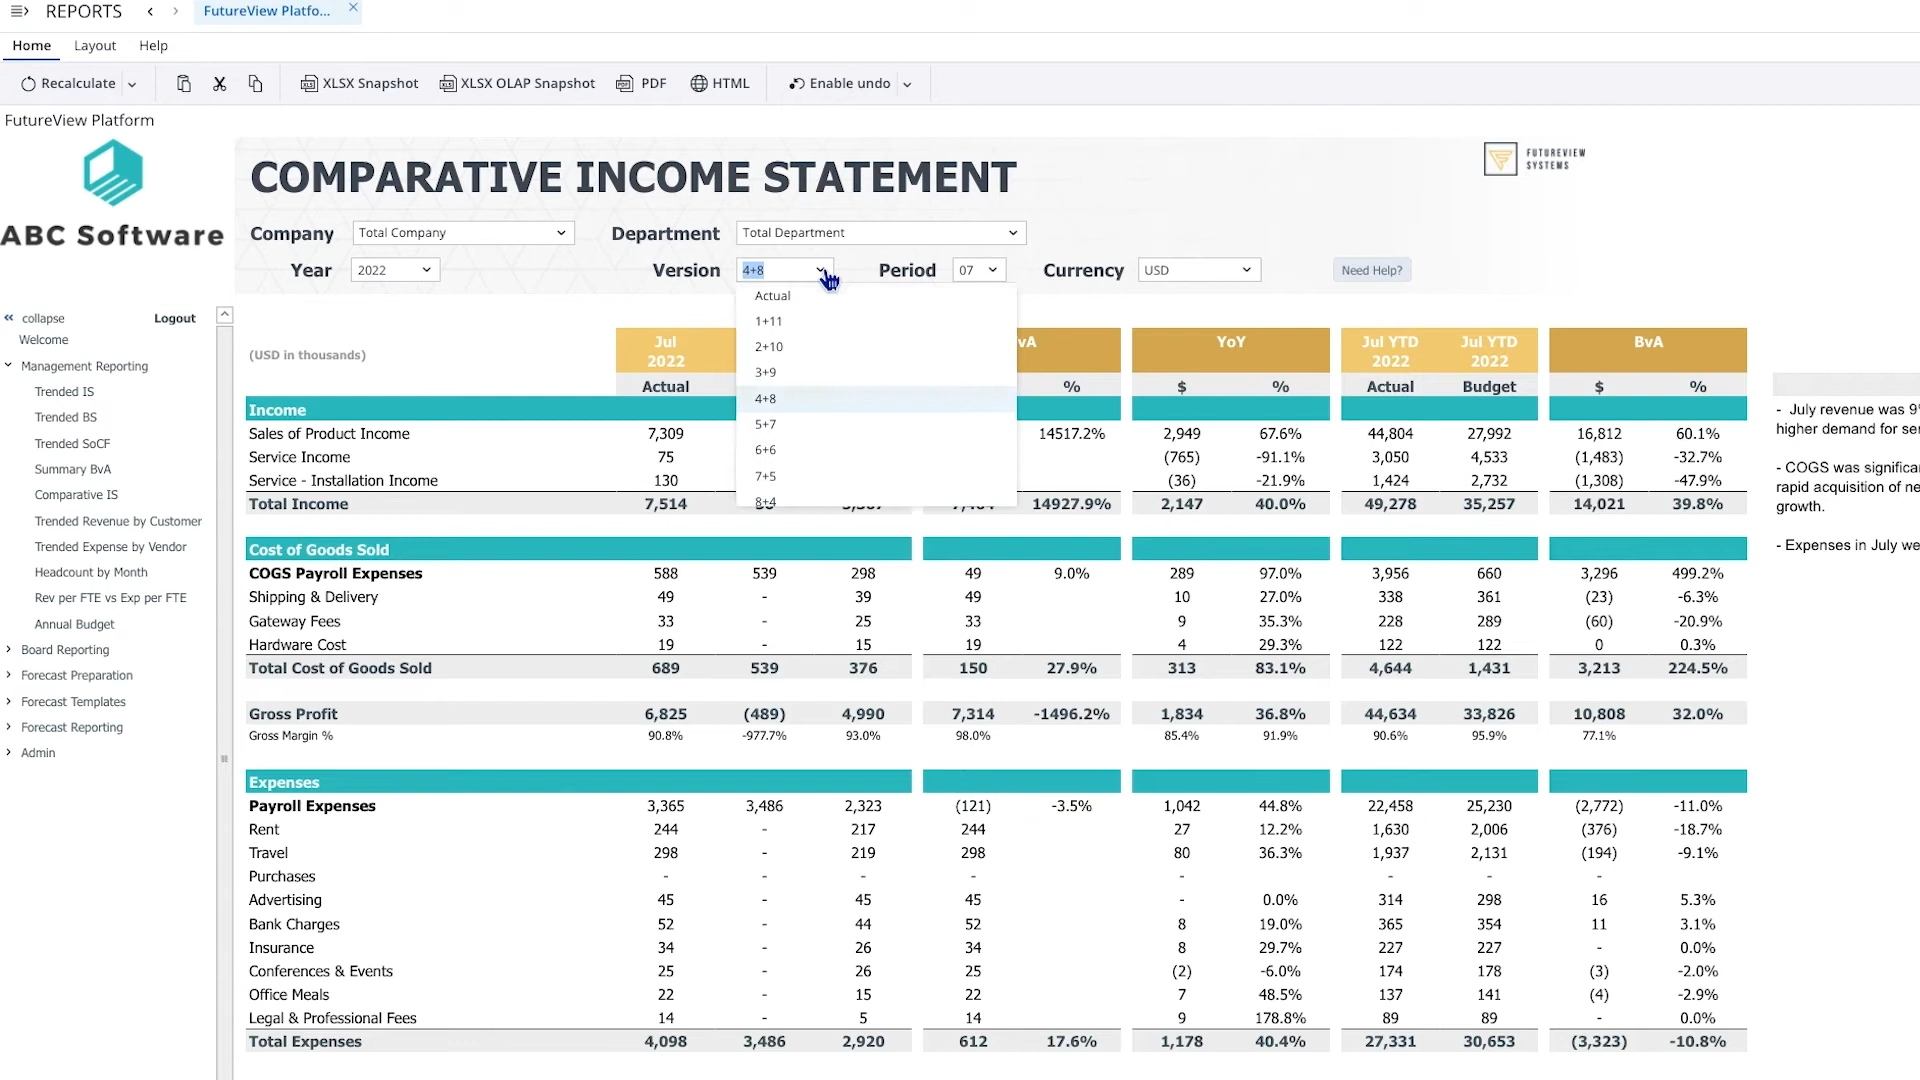 REPORTS
FutureView Platfo...
Home Layout Help
Recalculate XLSX Snapshot XLSX OLAP Snapshot PDF HTML Enable undo
FutureView Platform
ABC Software
COMPARATIVE INCOME STATEMENT
FUTUREVIEW
SYSTEMS
Company Total Company Department Total Department
Year 2022 Version 4+8 Period 07 Currency USD Need Help?
Actual
1+11
2+10
3+9
4+8
5+7
6+6
7+5
8+4
collapse Logout
Welcome
Management Reporting
Trended IS
Trended BS
Trended SoCF
Summary BvA
Comparative IS
Trended Revenue by Customer
Trended Expense by Vendor
Headcount by Month
Rev per FTE vs Exp per FTE
Annual Budget
Board Reporting
Forecast Preparation
Forecast Templates
Forecast Reporting
Admin
(USD in thousands) Jul 2022 vA YoY Jul YTD 2022 Jul YTD 2022 BvA
Actual % $ % Actual Budget $ %
Income
Sales of Product Income 7,309 14517.2% 2,949 67.6% 44,804 27,992 16,812 60.1%
Service Income 75 (765) -91.1% 3,050 4,533 (1,483) -32.7%
Service - Installation Income 130 (36) -21.9% 1,424 2,732 (1,308) -47.9%
Total Income 7,514 14927.9% 2,147 40.0% 49,278 35,257 14,021 39.8%
Cost of Goods Sold
COGS Payroll Expenses 588 539 298 49 9.0% 289 97.0% 3,956 660 3,296 499.2%
Shipping & Delivery 49 - 39 49 10 27.0% 338 361 (23) -6.3%
Gateway Fees 33 - 25 33 9 35.3% 228 289 (60) -20.9%
Hardware Cost 19 - 15 19 4 29.3% 122 122 0 0.3%
Total Cost of Goods Sold 689 539 376 150 27.9% 313 83.1% 4,644 1,431 3,213 224.5%
Gross Profit 6,825 (489) 4,990 7,314 -1496.2% 1,834 36.8% 44,634 33,826 10,808 32.0%
Gross Margin % 90.8% -977.7% 93.0% 98.0% 85.4% 91.9% 90.6% 95.9% 77.1%
Expenses
Payroll Expenses 3,365 3,486 2,323 (121) -3.5% 1,042 44.8% 22,458 25,230 (2,772) -11.0%
Rent 244 - 217 244 27 12.2% 1,630 2,006 (376) -18.7%
Travel 298 - 219 298 80 36.3% 1,937 2,131 (194) -9.1%
Purchases - - - - - - - -
Advertising 45 - 45 45 - 0.0% 314 298 16 5.3%
Bank Charges 52 - 44 52 8 19.0% 365 354 11 3.1%
Insurance 34 - 26 34 8 29.7% 227 227 - 0.0%
Conferences & Events 25 - 26 25 (2) -6.0% 174 178 (3) -2.0%
Office Meals 22 - 15 22 7 48.5% 137 141 (4) -2.9%
Legal & Professional Fees 14 - 5 14 9 178.8% 89 89 - 0.0%
Total Expenses 4,098 3,486 2,920 612 17.6% 1,178 40.4% 27,331 30,653 (3,323) -10.8%
- July revenue was 9%
higher demand for ser
- COGS was significa
rapid acquisition of ne
growth.
- Expenses in July we